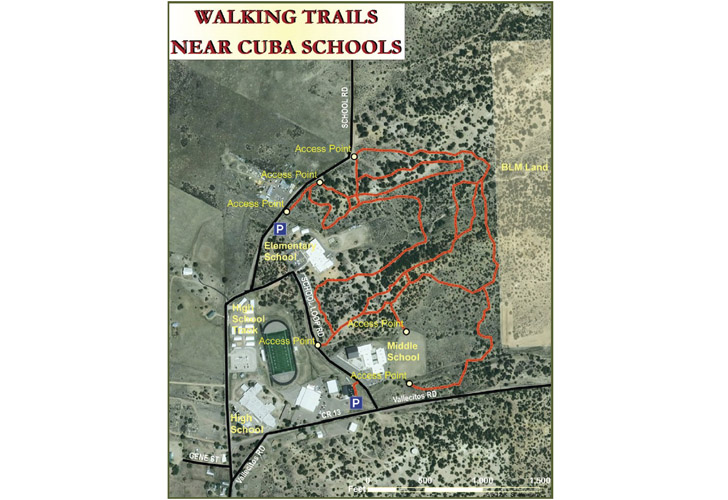 WALKING TRAILS
NEAR CUBA SCHOOLS
SCHOOL RD
Access Point
Access Point
BLM Land
Access Point
P
Elementary
School
SCHOOL LOOP RD
High
School
Track
Access Point
Access Point
Middle
School
Access Point
P
Vallecitos RD
CR 13
High
School
GENE ST
Vallecitos RD
0 500 1,000 1,500
Feet